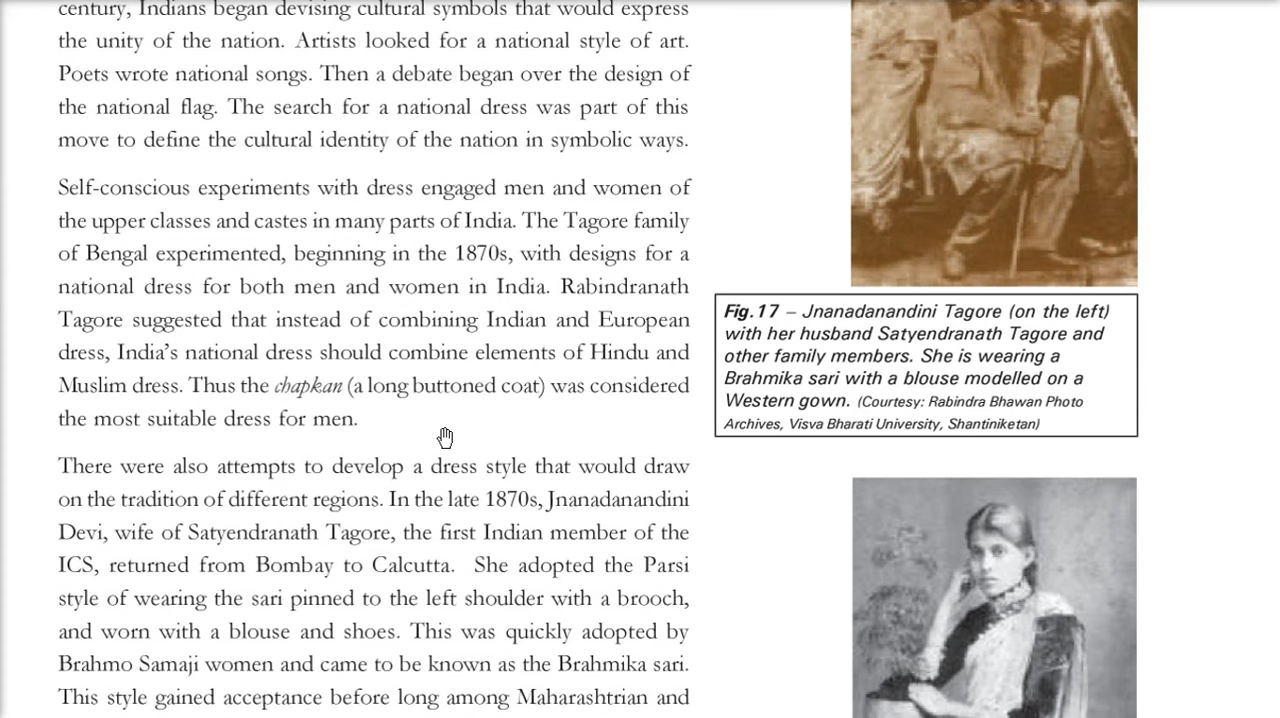 century, Indians began devising cultural symbols that would express
the unity of the nation. Artists looked for a national style of art.
Poets wrote national songs. Then a debate began over the design of
the national flag. The search for a national dress was part of this
move to define the cultural identity of the nation in symbolic ways.
Self-conscious experiments with dress engaged men and women of
the upper classes and castes in many parts of India. The Tagore family
of Bengal experimented, beginning in the 1870s, with designs for a
national dress for both men and women in India. Rabindranath
Tagore suggested that instead of combining Indian and European
dress, India's national dress should combine elements of Hindu and
Muslim dress. Thus the chapkan (a long buttoned coat) was considered
the most suitable dress for men.
There were also attempts to develop a dress style that would draw
on the tradition of different regions. In the late 1870s, Jnanadanandini
Devi, wife of Satyendranath Tagore, the first Indian member of the
ICS, returned from Bombay to Calcutta. She adopted the Parsi
style of wearing the sari pinned to the left shoulder with a brooch,
and worn with a blouse and shoes. This was quickly adopted by
Brahmo Samaji women and came to be known as the Brahmika sari.
This style gained acceptance before long among Maharashtrian and
Fig.17 – Jnanadanandini Tagore (on the left)
with her husband Satyendranath Tagore and
other family members. She is wearing a
Brahmika sari with a blouse modelled on a
Western gown. (Courtesy: Rabindra Bhawan Photo
Archives, Visva Bharati University, Shantiniketan)